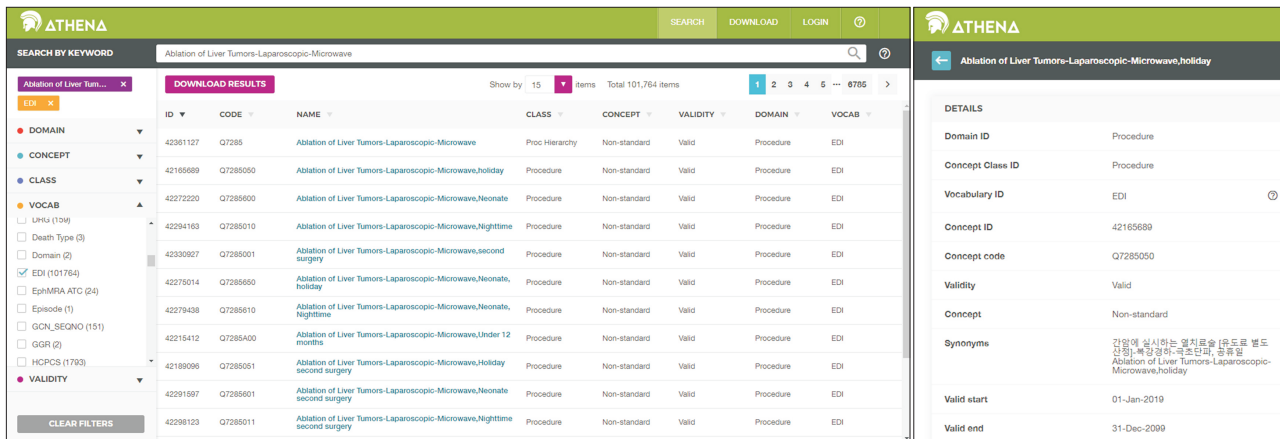 ATHENA
SEARCH DOWNLOAD LOGIN
SEARCH BY KEYWORD Ablation of Liver Tumors-Laparoscopic-Microwave
Ablation of Liver Tum... ×
EDI ×
DOWNLOAD RESULTS Show by 15 items Total 101,764 items 1 2 3 4 5 ... 6785 >
DOMAIN
CONCEPT
CLASS
VOCAB
DRG (159)
Death Type (3)
Domain (2)
EDI (101764)
EphMRA ATC (24)
Episode (1)
GCN_SEQNO (151)
GGR (2)
HCPCS (1793)
VALIDITY
CLEAR FILTERS
ID CODE NAME CLASS CONCEPT VALIDITY DOMAIN VOCAB
42361127 Q7285 Ablation of Liver Tumors-Laparoscopic-Microwave Proc Hierarchy Non-standard Valid Procedure EDI
42165689 Q7285050 Ablation of Liver Tumors-Laparoscopic-Microwave,holiday Procedure Non-standard Valid Procedure EDI
42272220 Q7285600 Ablation of Liver Tumors-Laparoscopic-Microwave,Neonate Procedure Non-standard Valid Procedure EDI
42294163 Q7285010 Ablation of Liver Tumors-Laparoscopic-Microwave,Nighttime Procedure Non-standard Valid Procedure EDI
42330927 Q7285001 Ablation of Liver Tumors-Laparoscopic-Microwave,second surgery Procedure Non-standard Valid Procedure EDI
42275014 Q7285650 Ablation of Liver Tumors-Laparoscopic-Microwave,Neonate, holiday Procedure Non-standard Valid Procedure EDI
42279438 Q7285610 Ablation of Liver Tumors-Laparoscopic-Microwave,Neonate, Nighttime Procedure Non-standard Valid Procedure EDI
42215412 Q7285A00 Ablation of Liver Tumors-Laparoscopic-Microwave,Under 12 months Procedure Non-standard Valid Procedure EDI
42189096 Q7285051 Ablation of Liver Tumors-Laparoscopic-Microwave,Holiday second surgery Procedure Non-standard Valid Procedure EDI
42291597 Q7285601 Ablation of Liver Tumors-Laparoscopic-Microwave,Neonate second surgery Procedure Non-standard Valid Procedure EDI
42298123 Q7285011 Ablation of Liver Tumors-Laparoscopic-Microwave,Nighttime second surgery Procedure Non-standard Valid Procedure EDI
ATHENA
Ablation of Liver Tumors-Laparoscopic-Microwave,holiday
DETAILS
Domain ID Procedure
Concept Class ID Procedure
Vocabulary ID EDI
Concept ID 42165689
Concept code Q7285050
Validity Valid
Concept Non-standard
Synonyms 간암에 실시하는 열치료술 [유도료 별도
산정]-복강경하-극초단파, 공휴일
Ablation of Liver Tumors-Laparoscopic-
Microwave,holiday
Valid start 01-Jan-2019
Valid end 31-Dec-2099